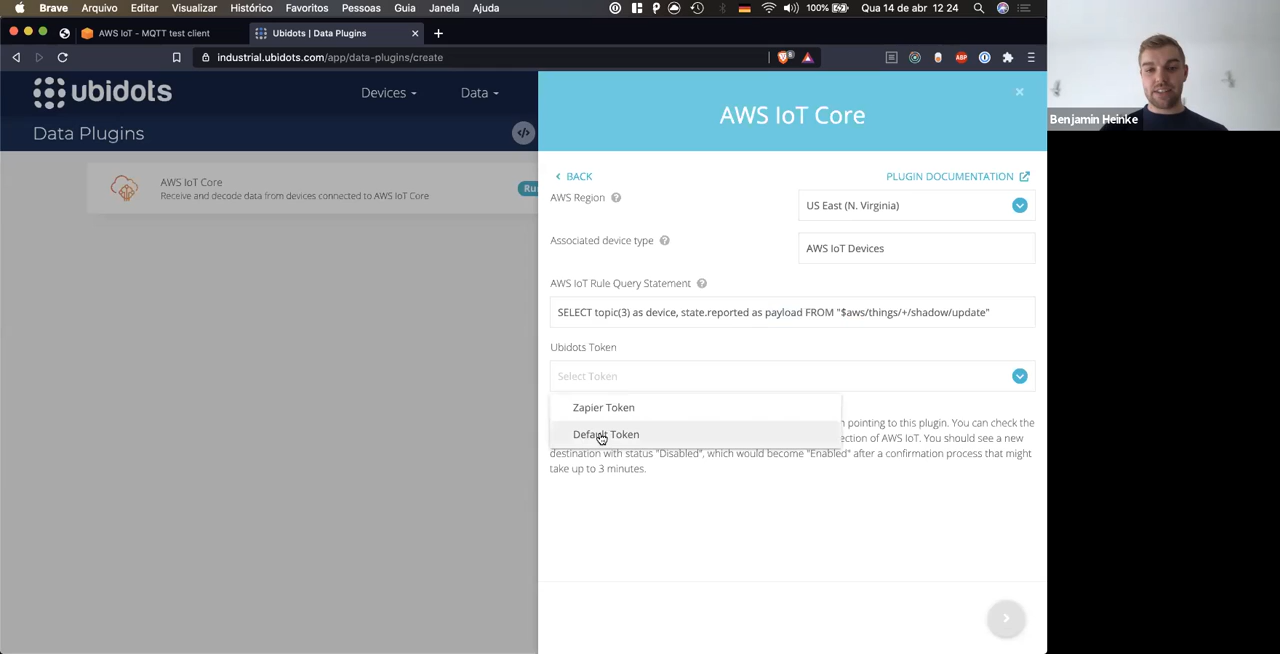 Brave Arquivo Editar Visualizar Histórico Favoritos Pessoas Guia Janela Ajuda 100% Qua 14 de abr 12 24
AWS IoT - MQTT test client
Ubidots | Data Plugins
industrial.ubidots.com/app/data-plugins/create
ubidots
Devices
Data
Data Plugins
AWS IoT Core
Receive and decode data from devices connected to AWS IoT Core
AWS IoT Core
BACK
PLUGIN DOCUMENTATION
AWS Region
US East (N. Virginia)
Associated device type
AWS IoT Devices
AWS IoT Rule Query Statement
SELECT topic(3) as device, state.reported as payload FROM "$aws/things/+/shadow/update"
Ubidots Token
Select Token
Zapier Token
Default Token
pointing to this plugin. You can check the
of AWS IoT. You should see a new
destination with status "Disabled", which would become "Enabled" after a confirmation process that might
take up to 3 minutes.
Benjamin Heinke